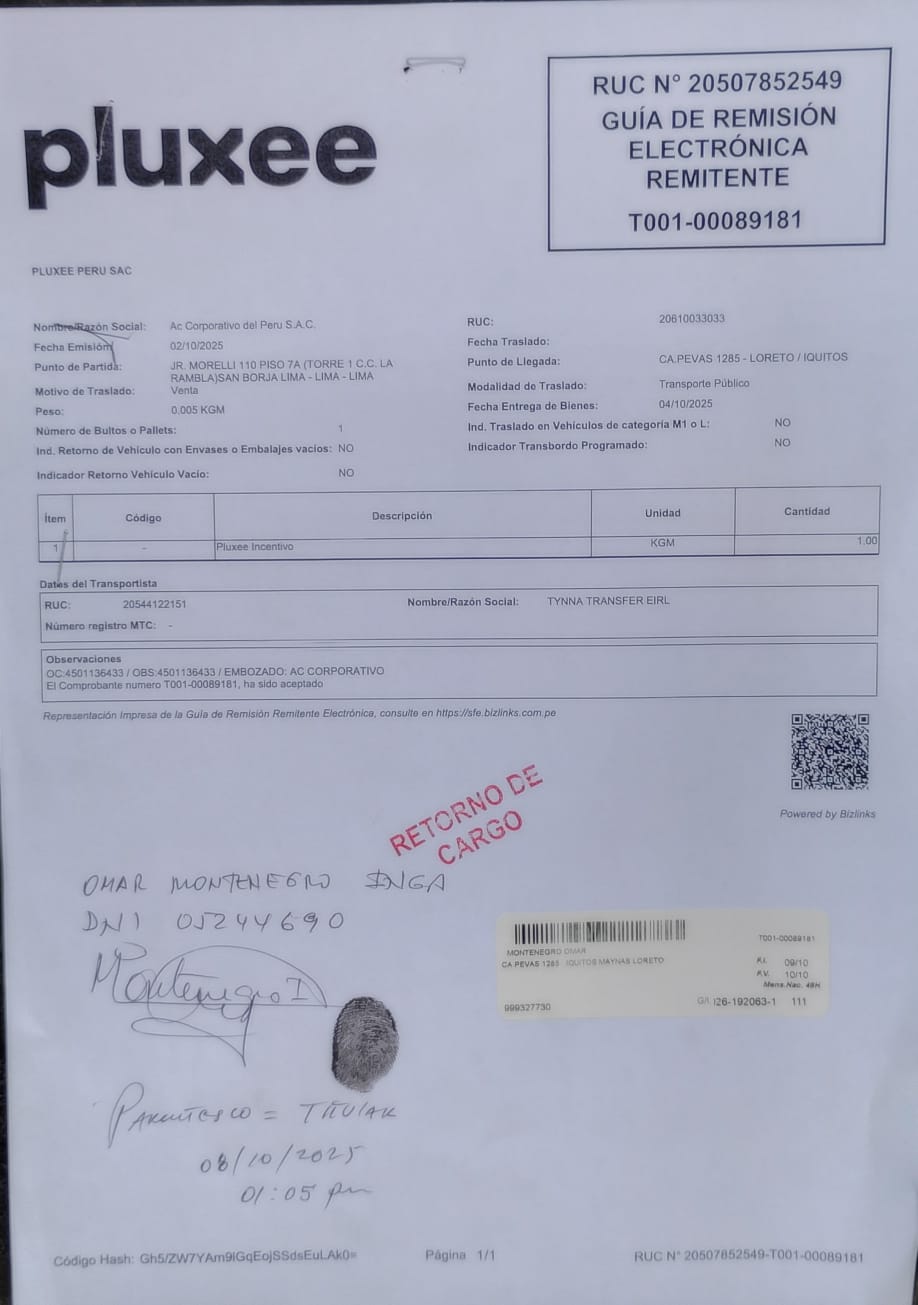 pluxee
RUC N° 20507852549
GUÍA DE REMISIÓN
ELECTRÓNICA
REMITENTE
T001-00089181
PLUXEE PERU SAC
Nombre/Razón Social: Ac Corporativo del Peru S.A.C.
Fecha Emisión: 02/10/2025
Punto de Partida: JR. MORELLI 110 PISO 7A (TORRE 1 C.C. LA
RAMBLA)SAN BORJA LIMA - LIMA - LIMA
Motivo de Traslado: Venta
Peso: 0.005 KGM
Número de Bultos o Pallets: 1
Ind. Retorno de Vehículo con Envases o Embalajes vacíos: NO
Indicador Retorno Vehículo Vacío: NO
RUC: 20610033033
Fecha Traslado:
Punto de Llegada: CA.PEVAS 1285 - LORETO / IQUITOS
Modalidad de Traslado: Transporte Público
Fecha Entrega de Bienes: 04/10/2025
Ind. Traslado en Vehículos de categoría M1 o L: NO
Indicador Transbordo Programado: NO
Ítem Código Descripción Unidad Cantidad
1 - Pluxee Incentivo KGM 1.00
Datos del Transportista
RUC: 20544122151 Nombre/Razón Social: TYNNA TRANSFER EIRL
Número registro MTC: -
Observaciones
OC:4501136433 / OBS:4501136433 / EMBOZADO: AC CORPORATIVO
El Comprobante numero T001-00089181, ha sido aceptado
Representación Impresa de la Guía de Remisión Remitente Electrónica, consulte en https://sfe.bizlinks.com.pe
Powered by Bizlinks
RETORNO DE
CARGO
OMAR MONTENEGRO INGA
DNI 05244690
Montenegro I
T001-00089181
MONTENEGRO OMAR
CA.PEVAS 1285 IQUITOS MAYNAS LORETO
F.I. 09/10
F.V. 10/10
Mens.Nac. 48H
999327730 G/I. 126-192063-1 111
PARENTESCO = TITULAR
08/10/2025
01:05 pm
Código Hash: Gh5/ZW7YAm9iGqEojSSdsEuLAk0=
Página 1/1
RUC N° 20507852549-T001-00089181